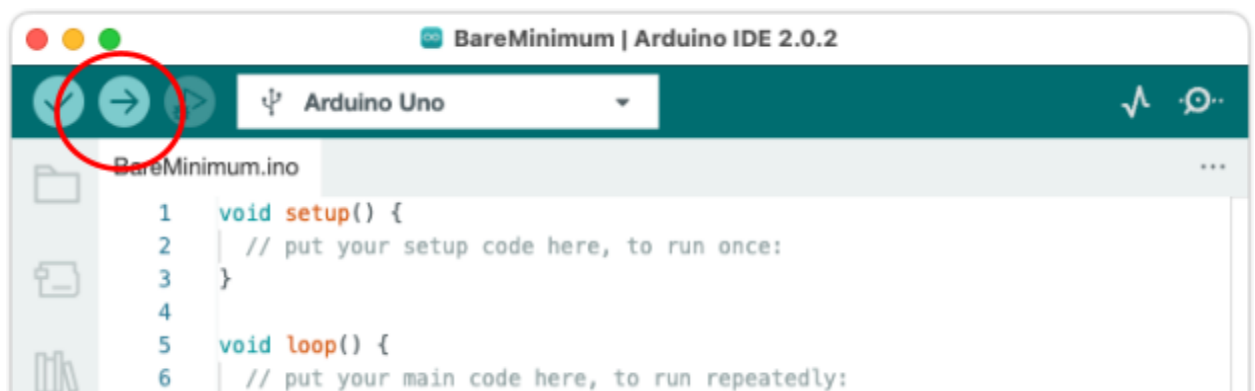 BareMinimum | Arduino IDE 2.0.2
Arduino Uno
BareMinimum.ino
...
1 void setup() {
2 // put your setup code here, to run once:
3 }
4
5 void loop() {
6 // put your main code here, to run repeatedly: